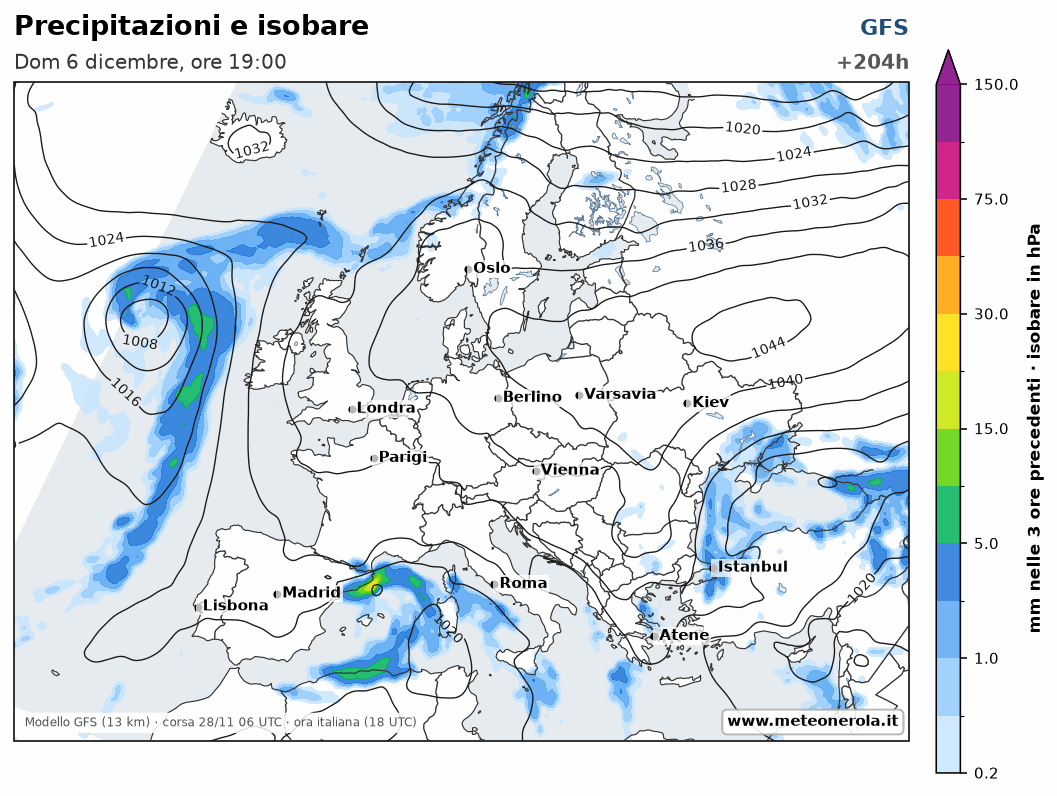 Precipitazioni e isobare
GFS
Dom 6 dicembre, ore 19:00
+204h
150.0
75.0
30.0
15.0
5.0
1.0
0.2
mm nelle 3 ore precedenti · isobare in hPa
1032
1020
1024
1028
1032
1036
1024
1012
1008
1016
1044
1040
1020
1020
Oslo
Berlino
Varsavia
Kiev
Londra
Parigi
Vienna
Istanbul
Roma
Madrid
Lisbona
Atene
Modello GFS (13 km) · corsa 28/11 06 UTC · ora italiana (18 UTC)
www.meteonerola.it